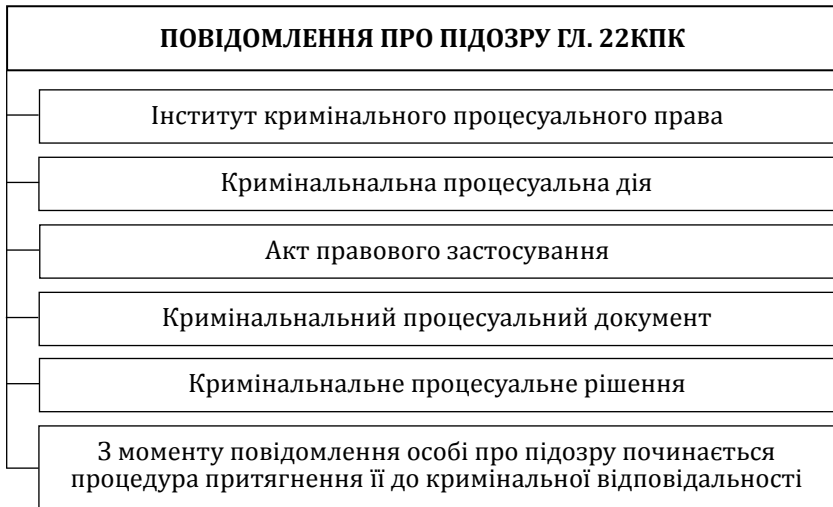 ПОВІДОМЛЕННЯ ПРО ПІДОЗРУ ГЛ. 22КПК
Інститут кримінального процесуального права
Кримінальнальна процесуальна дія
Акт правового застосування
Кримінальнальний процесуальний документ
Кримінальнальне процесуальне рішення
З моменту повідомлення особі про підозру починається
процедура притягнення її до кримінальної відповідальності